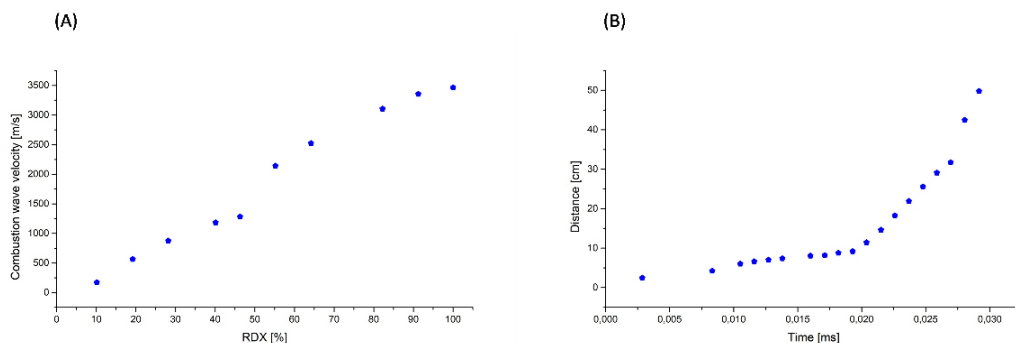 (A)
Combustion wave velocity [m/s]
3500
3000
2500
2000
1500
1000
500
0
0 10 20 30 40 50 60 70 80 90 100
RDX [%]
(B)
Distance [cm]
50
40
30
20
10
0
0,000 0,005 0,010 0,015 0,020 0,025 0,030
Time [ms]